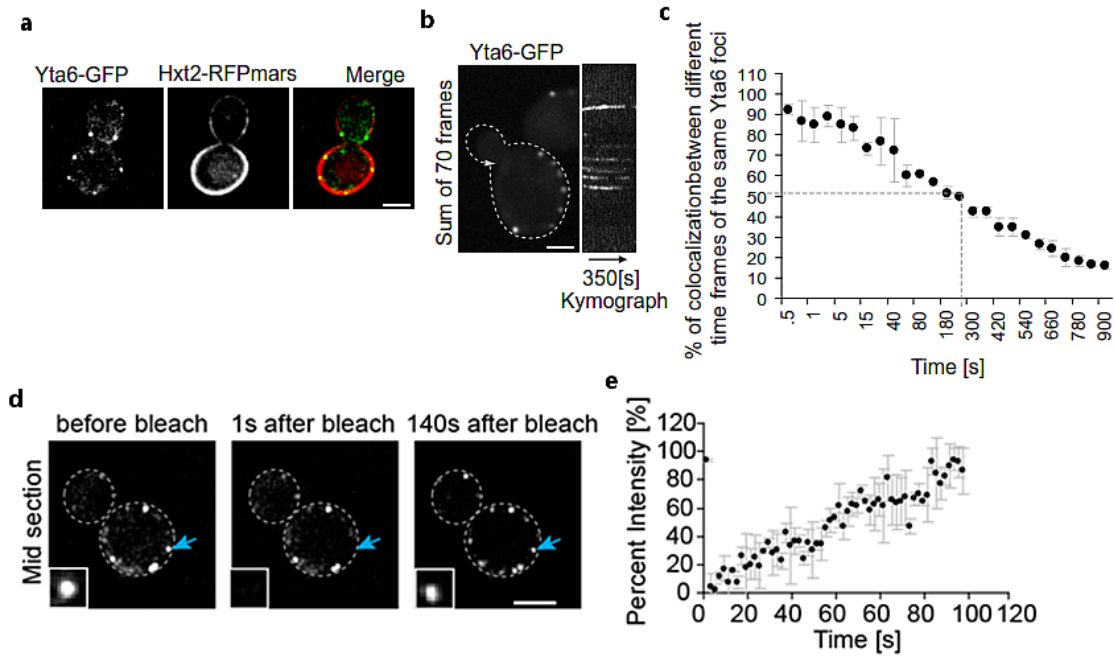 a
Yta6-GFP Hxt2-RFPmars Merge
b
Yta6-GFP
Sum of 70 frames
350[s]
Kymograph
c
% of colocalizationbetween different
time frames of the same Yta6 foci
100
90
80
70
60
50
40
30
20
10
0
.5 1 5 15 40 80 180 300 420 540 660 780 900
Time [s]
d
before bleach 1s after bleach 140s after bleach
Mid section
e
Percent Intensity [%]
120
100
80
60
40
20
0
0 20 40 60 80 100 120
Time [s]